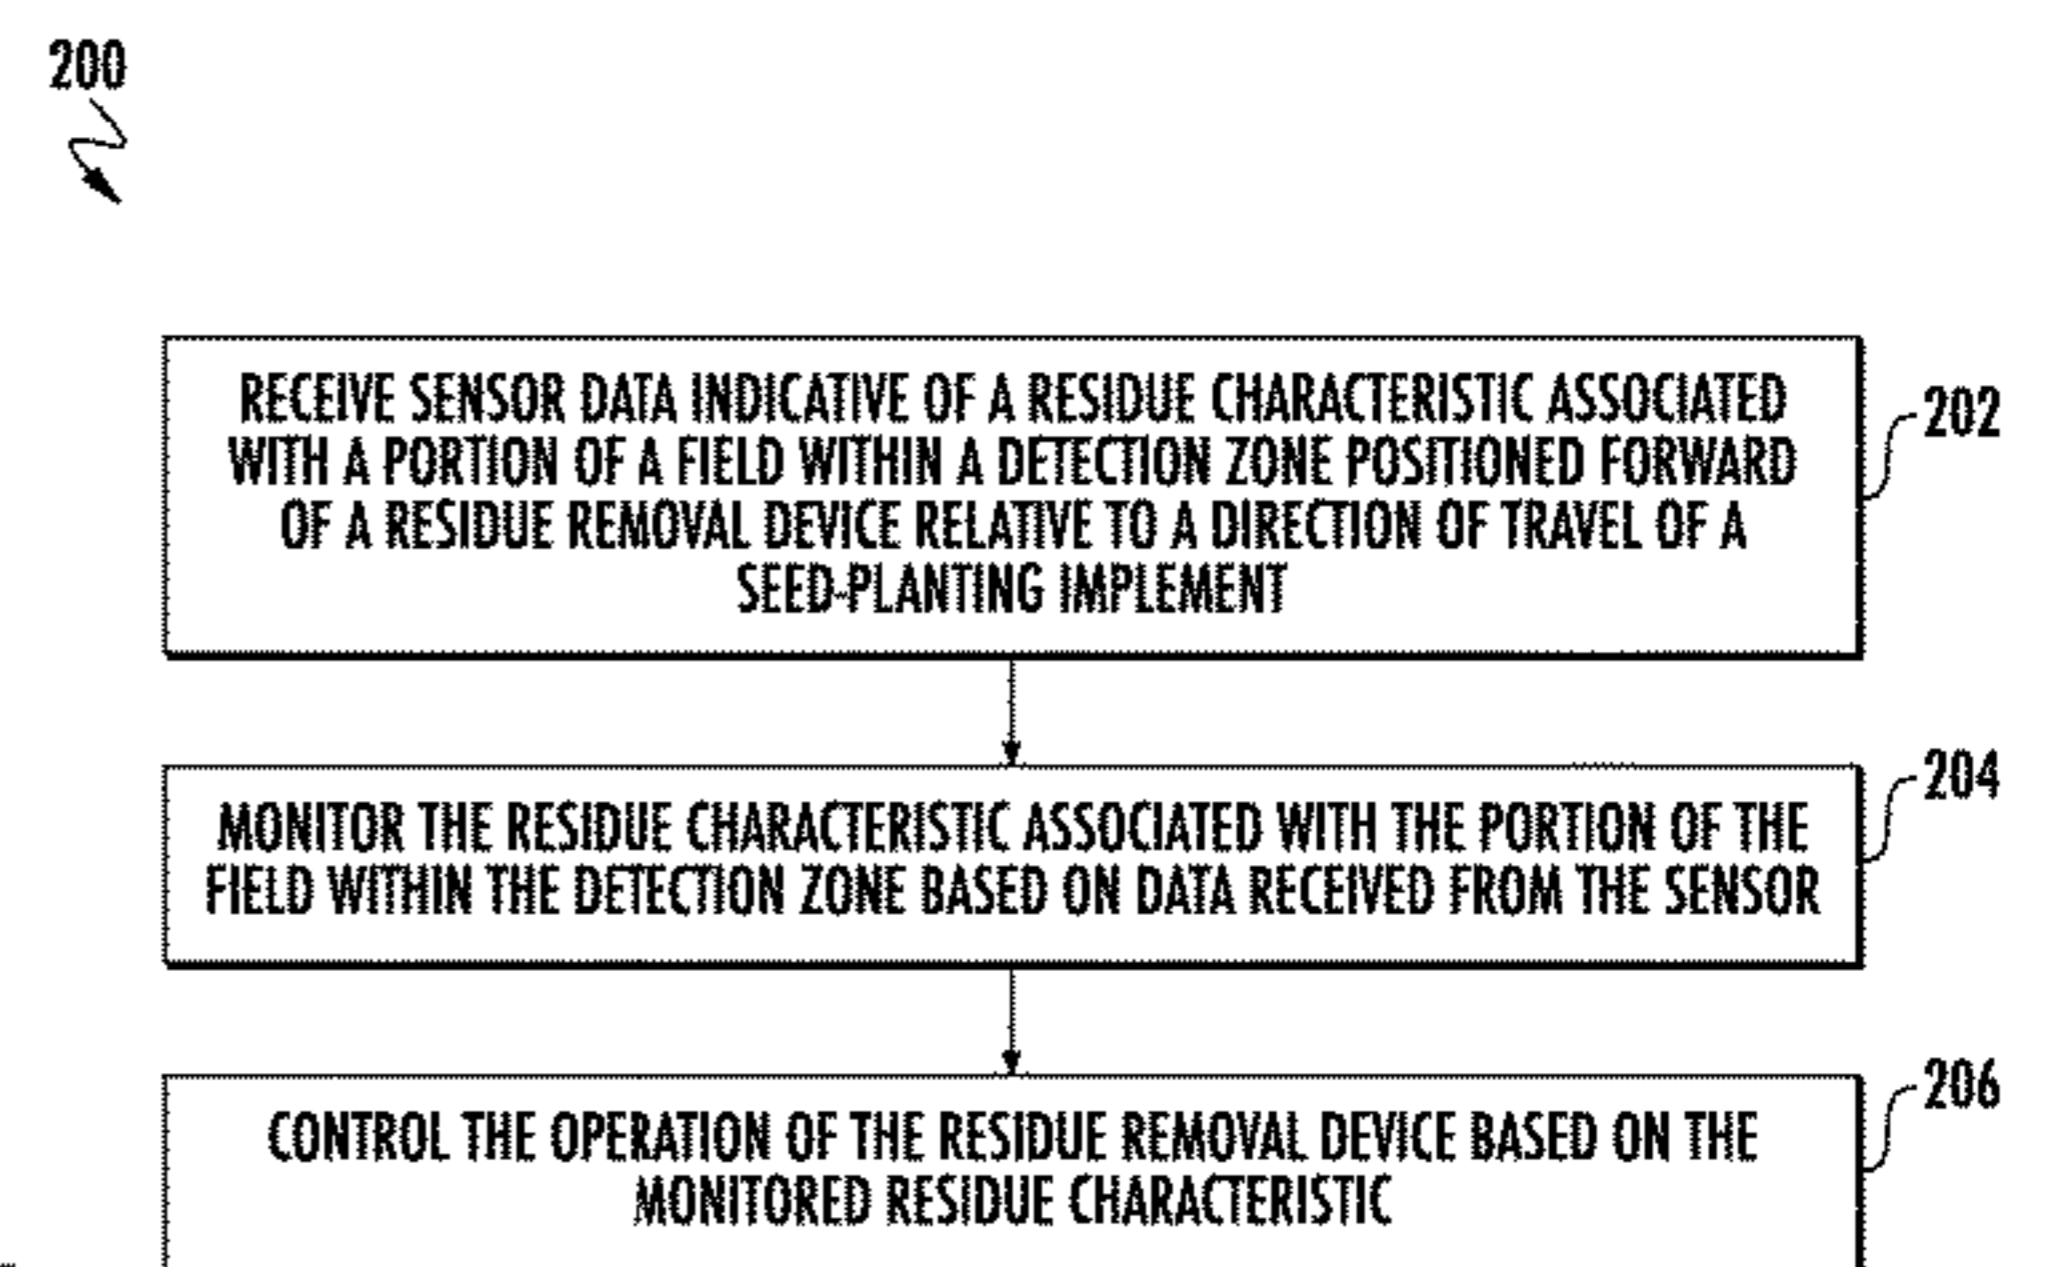 200
RECEIVE SENSOR DATA INDICATIVE OF A RESIDUE CHARACTERISTIC ASSOCIATED
WITH A PORTION OF A FIELD WITHIN A DETECTION ZONE POSITIONED FORWARD
OF A RESIDUE REMOVAL DEVICE RELATIVE TO A DIRECTION OF TRAVEL OF A
SEED-PLANTING IMPLEMENT
202
MONITOR THE RESIDUE CHARACTERISTIC ASSOCIATED WITH THE PORTION OF THE
FIELD WITHIN THE DETECTION ZONE BASED ON DATA RECEIVED FROM THE SENSOR
204
CONTROL THE OPERATION OF THE RESIDUE REMOVAL DEVICE BASED ON THE
MONITORED RESIDUE CHARACTERISTIC
206